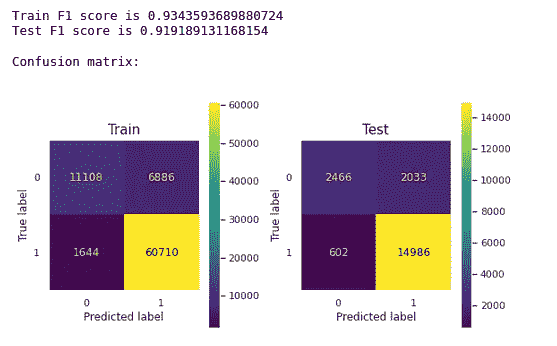 Train F1 score is 0.9343593689880724
Test F1 score is 0.919189131168154
Confusion matrix:
Train
60000
50000
40000
30000
20000
10000
True label
0
11108 6886
1
1644 60710
0 1
Predicted label
Test
14000
12000
10000
8000
6000
4000
2000
True label
0
2466 2033
1
602 14986
0 1
Predicted label